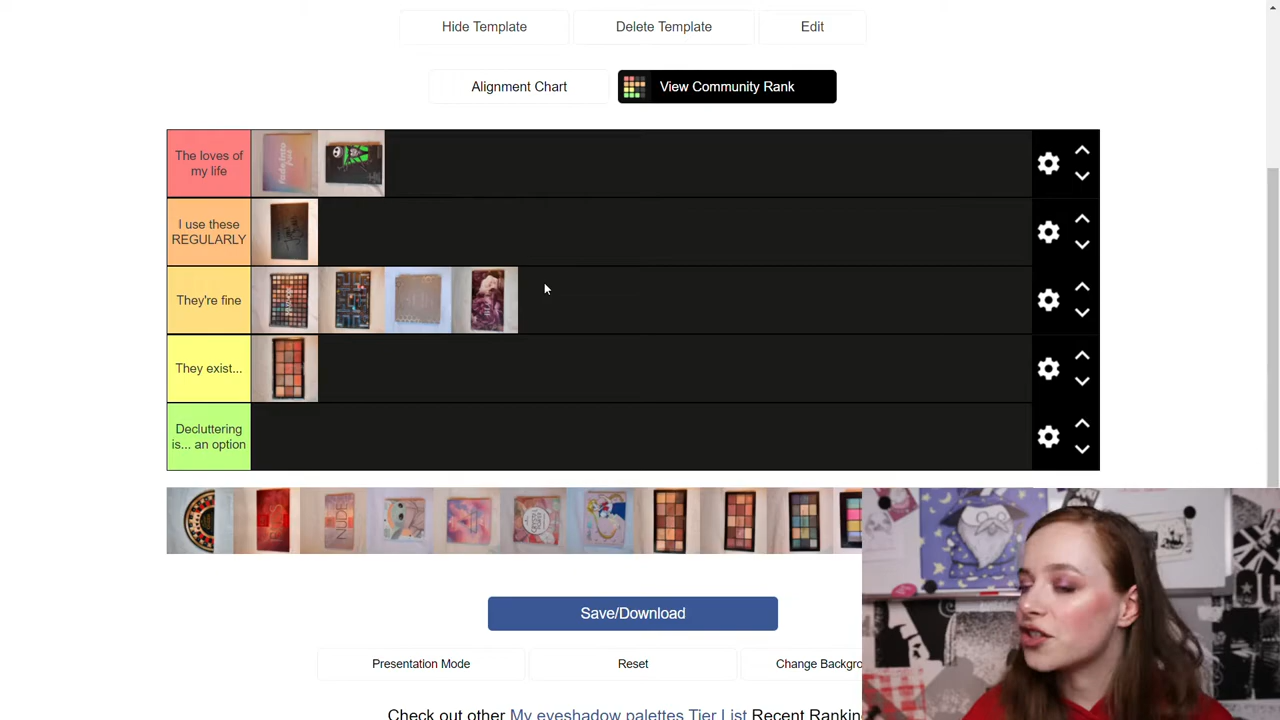 Hide Template
Delete Template
Edit
Alignment Chart
View Community Rank
The loves of
my life
I use these
REGULARLY
They're fine
They exist...
Decluttering
is... an option
NUDE
Save/Download
Presentation Mode
Reset
Change Backgro
Check out other My eyeshadow palettes Tier List Recent Rankin